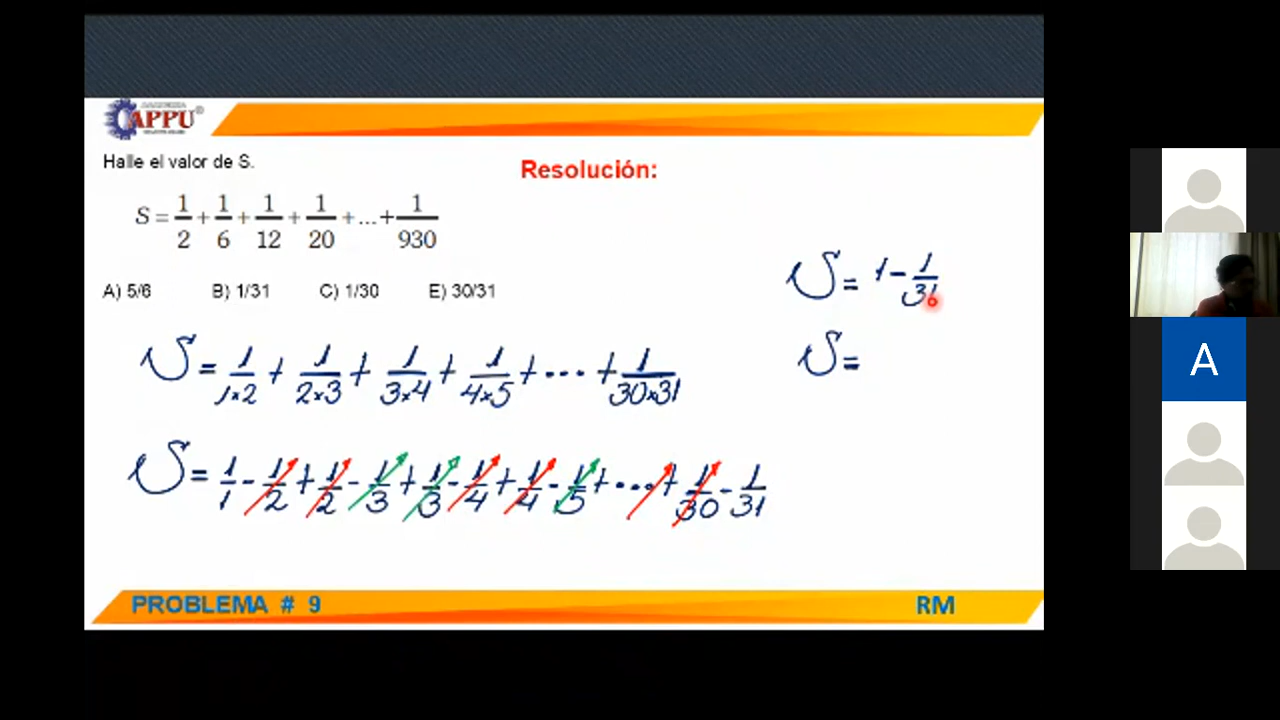 APPU®
Halle el valor de S.
Resolución:
S = 1/2 + 1/6 + 1/12 + 1/20 + ... + 1/930
A) 5/6 B) 1/31 C) 1/30 E) 30/31
S = 1 - 1/31
S =
S = 1/1×2 + 1/2×3 + 1/3×4 + 1/4×5 + ... + 1/30×31
S = 1/1 - 1/2 + 1/2 - 1/3 + 1/3 - 1/4 + 1/4 - 1/5 + ... + 1/30 - 1/31
PROBLEMA # 9
RM
A